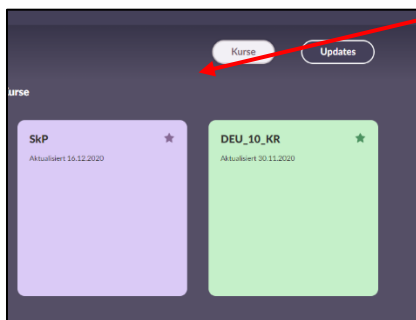 Kurse
Updates
urse
SkP
DEU_10_KR
Aktualisiert 16.12.2020
Aktualisiert 30.11.2020